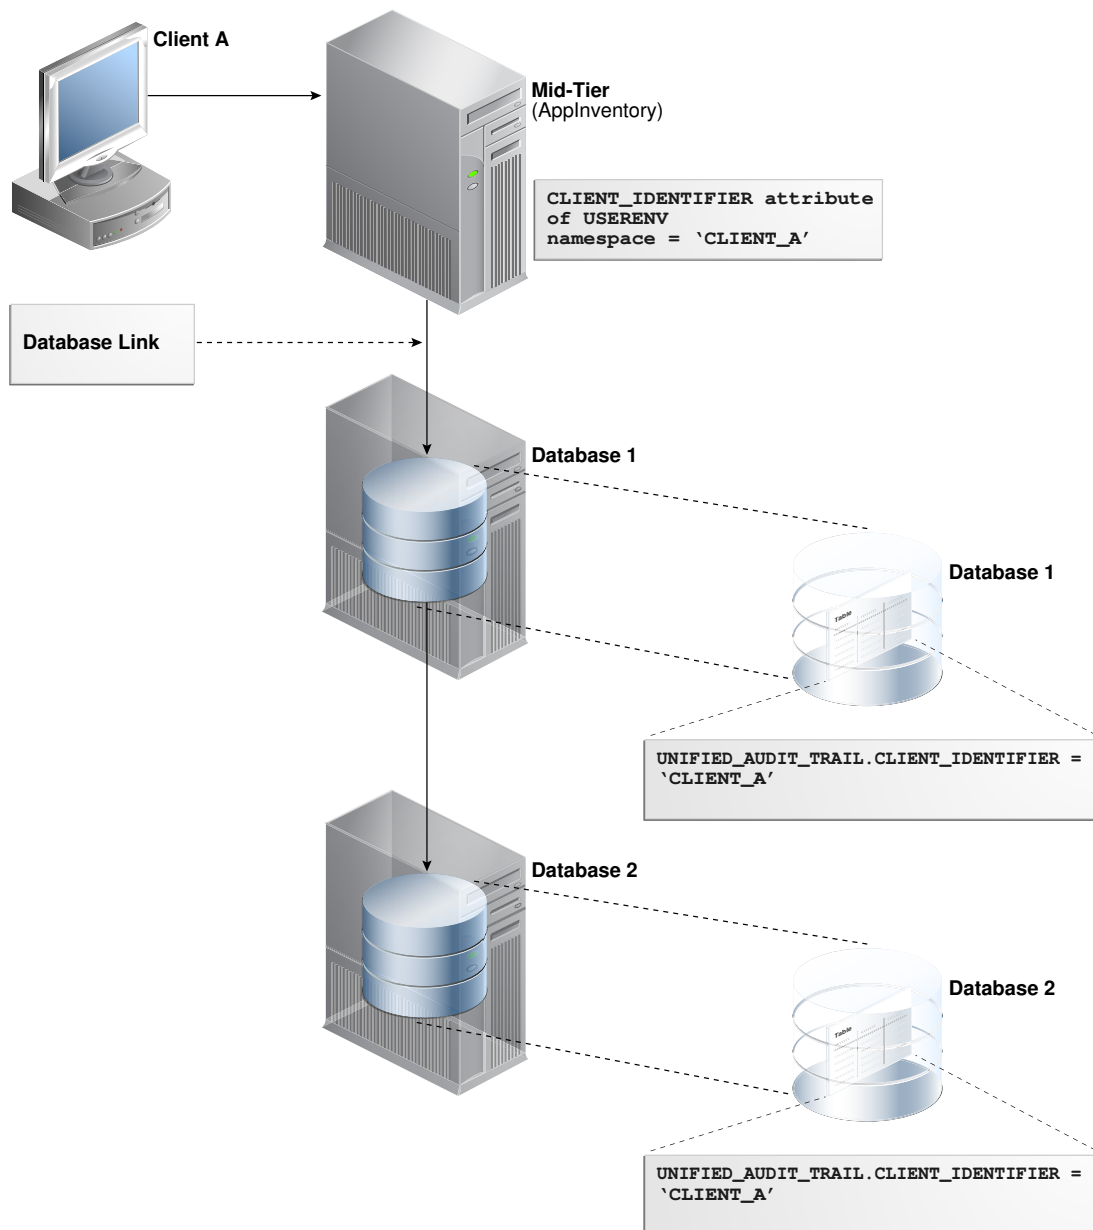 Client A
Mid-Tier
(AppInventory)
CLIENT_IDENTIFIER attribute
of USERENV
namespace = ‘CLIENT_A’
Database Link
Database 1
Database 1
Table
UNIFIED_AUDIT_TRAIL.CLIENT_IDENTIFIER =
‘CLIENT_A’
Database 2
Database 2
Table
UNIFIED_AUDIT_TRAIL.CLIENT_IDENTIFIER =
‘CLIENT_A’